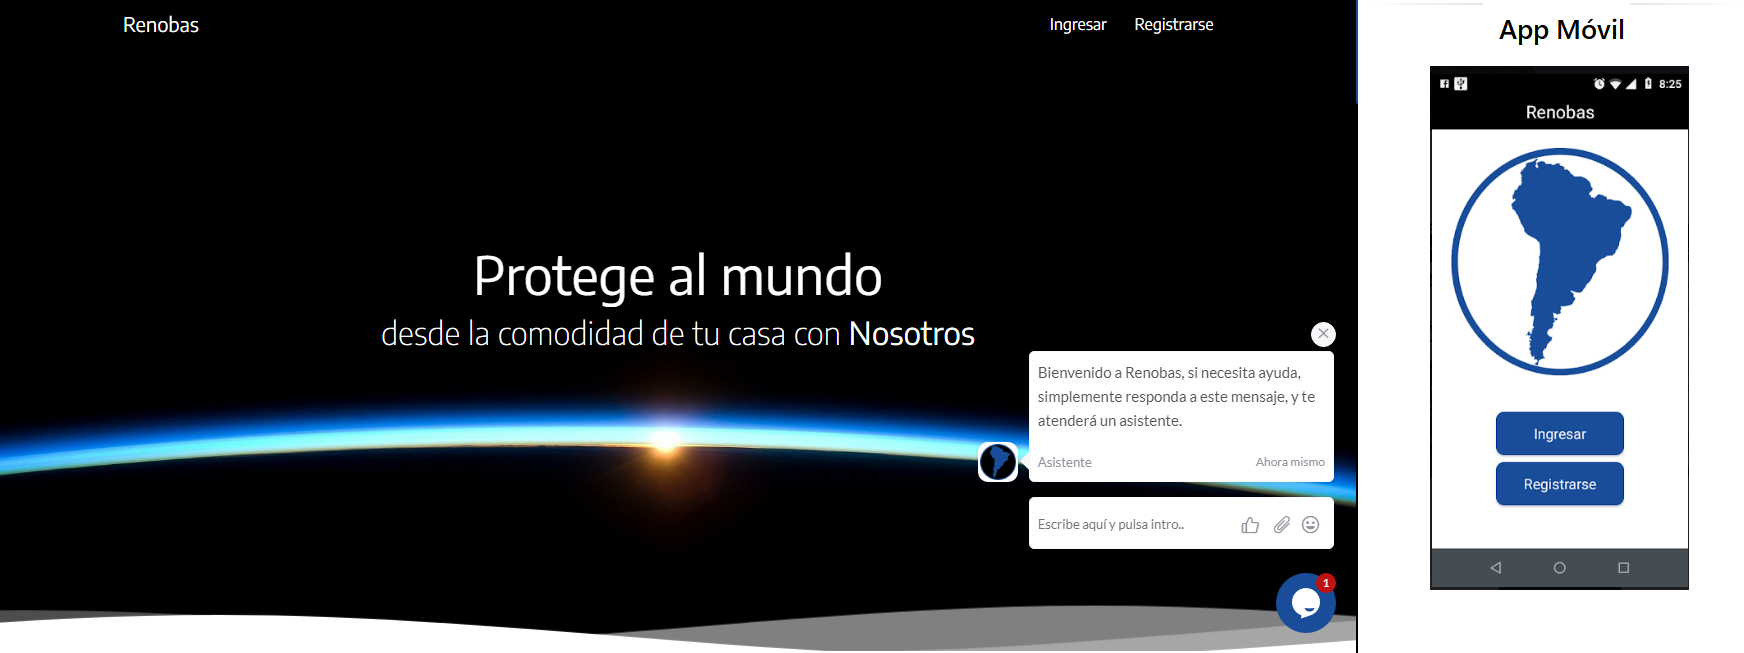 Renobas
Ingresar
Registrarse
Protege al mundo
desde la comodidad de tu casa con Nosotros
Bienvenido a Renobas, si necesita ayuda,
simplemente responda a este mensaje, y te
atenderá un asistente.
Asistente
Ahora mismo
Escribe aquí y pulsa intro..
1
App Móvil
8:25
Renobas
Ingresar
Registrarse